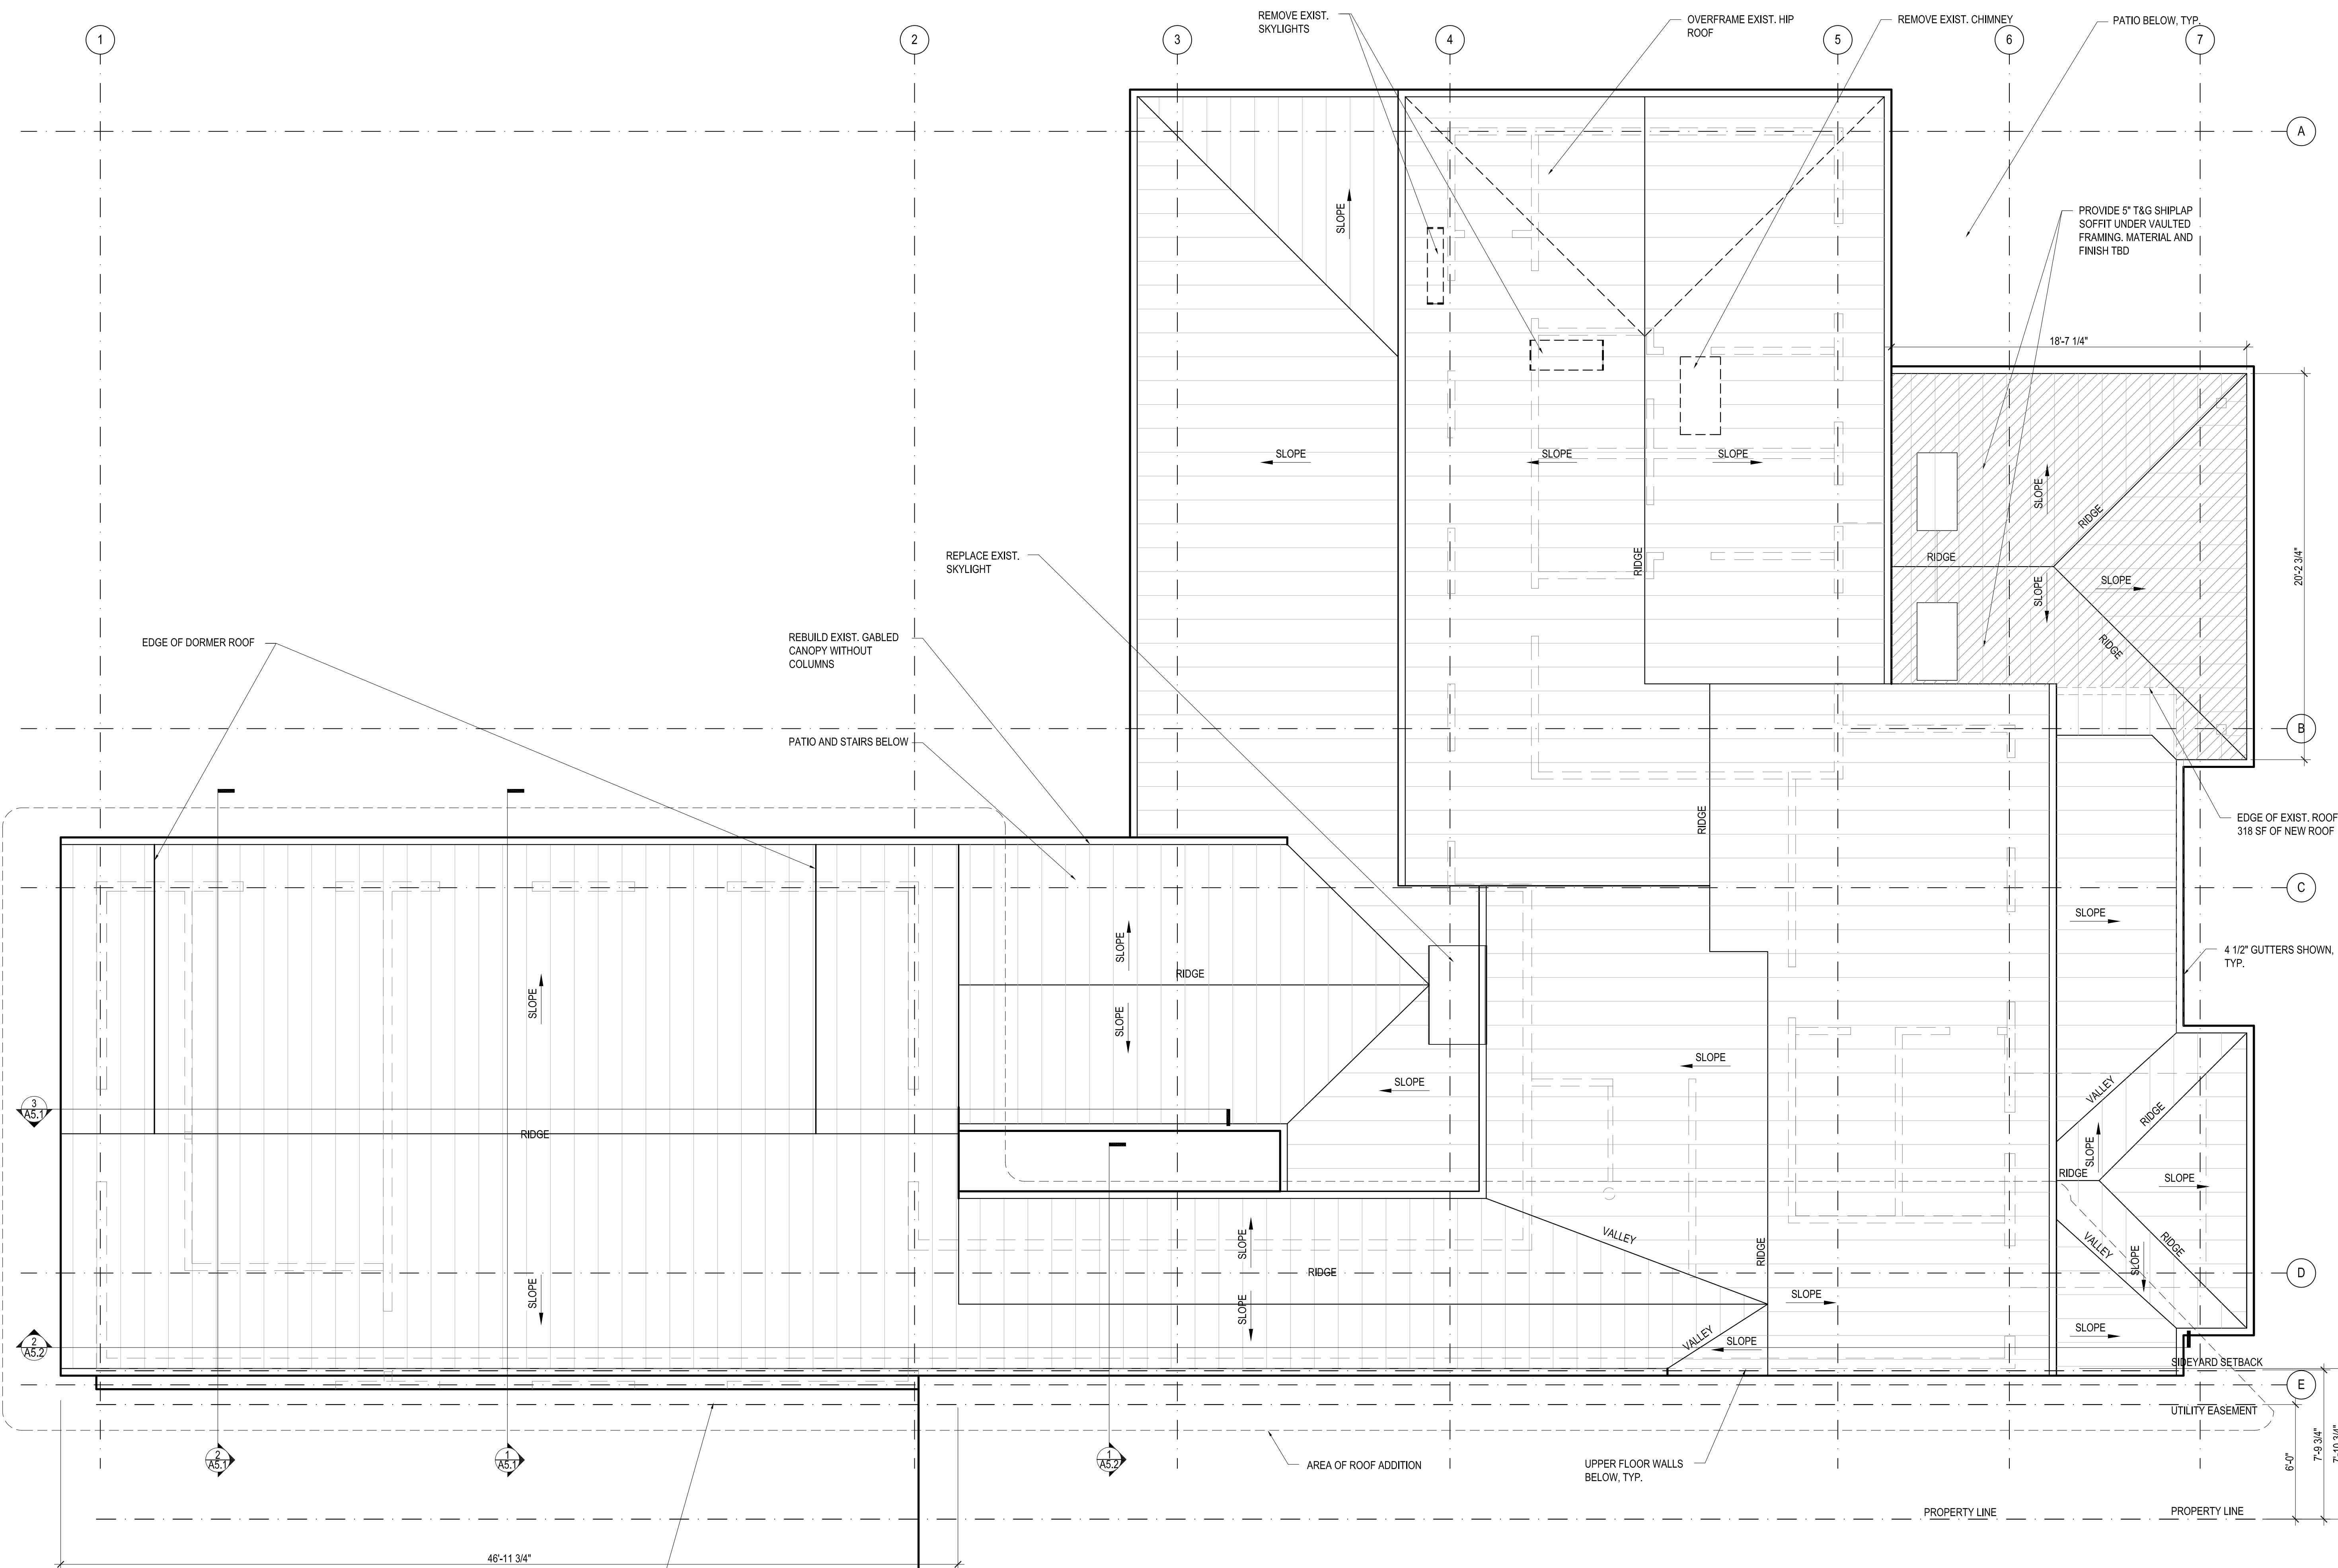 REMOVE EXIST.
SKYLIGHTS
OVERFRAME EXIST. HIP
ROOF
REMOVE EXIST. CHIMNEY
PATIO BELOW, TYP.
1
2
3
4
5
6
7
A
SLOPE
PROVIDE 5" T&G SHIPLAP
SOFFIT UNDER VAULTED
FRAMING. MATERIAL AND
FINISH TBD
18'-7 1/4"
SLOPE
SLOPE
SLOPE
SLOPE
RIDGE
20'-2 3/4"
REPLACE EXIST.
SKYLIGHT
RIDGE
RIDGE
SLOPE
SLOPE
RIDGE
EDGE OF DORMER ROOF
REBUILD EXIST. GABLED
CANOPY WITHOUT
COLUMNS
PATIO AND STAIRS BELOW
B
RIDGE
EDGE OF EXIST. ROOF
318 SF OF NEW ROOF
C
SLOPE
SLOPE
4 1/2" GUTTERS SHOWN,
TYP.
RIDGE
SLOPE
SLOPE
SLOPE
SLOPE
VALLEY
RIDGE
3
A5.1
RIDGE
SLOPE
RIDGE
SLOPE
VALLEY
RIDGE
SLOPE
SLOPE
VALLEY
RIDGE
RIDGE
D
SLOPE
SLOPE
SLOPE
SLOPE
VALLEY
SLOPE
2
A5.2
SIDEYARD SETBACK
E
UTILITY EASEMENT
2
A5.1
1
A5.1
1
A5.2
AREA OF ROOF ADDITION
UPPER FLOOR WALLS
BELOW, TYP.
6'-0"
7'-9 3/4"
7'-10 3/4"
PROPERTY LINE
PROPERTY LINE
46'-11 3/4"